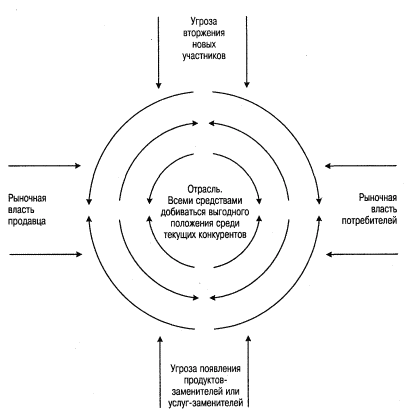 Угроза
вторжения
новых
участников
Отрасль.
Всеми средствами
добиваться выгодного
положения среди
текущих конкурентов
Рыночная
власть
продавца
Рыночная
власть
потребителей
Угроза появления
продуктов-
заменителей или
услуг-заменителей